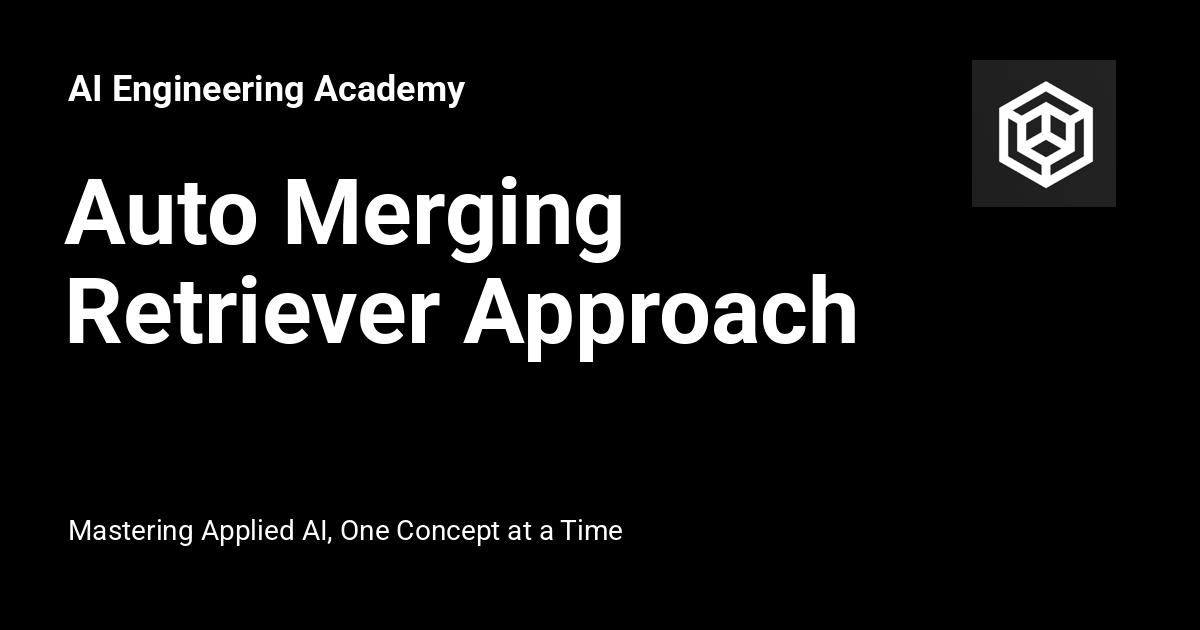 AI Engineering Academy
Auto Merging
Retriever Approach
Mastering Applied AI, One Concept at a Time